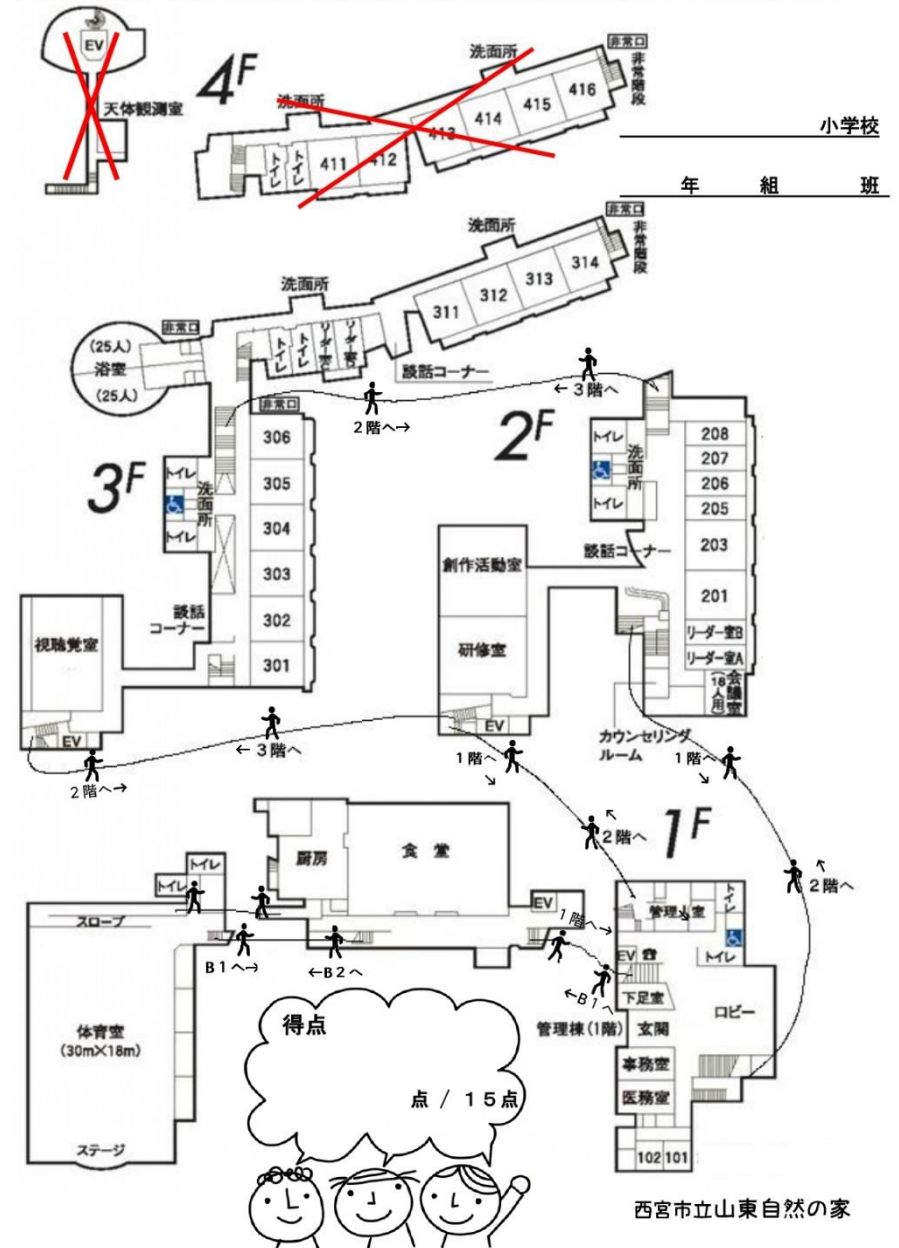 EV
天体観測室
4F
洗面所
洗面所
非常口
非常階段
トイレ
トイレ
411
412
413
414
415
416
小学校
年 組 班
洗面所
非常口
非常階段
洗面所
311
312
313
314
非常口
(25人)
浴室
(25人)
トイレ
トイレ
リーダー室C
談話コーナー
←3階へ
2階へ→
非常口
3F
306
305
304
303
302
301
トイレ
洗面所
トイレ
談話
コーナー
視聴覚室
EV
2階へ→
←3階へ
2F
トイレ
洗面所
トイレ
208
207
206
205
203
201
談話コーナー
創作活動室
研修室
EV
リーダー室B
リーダー室A
会議室
(18人用)
カウンセリング
ルーム
1階へ
↘
1階へ
↘
↖
2階へ
↖
2階へ
1F
厨房
食堂
トイレ
トイレ
スロープ
EV
1階へ→
B1へ→
←B2へ
←B1へ
管理人室
トイレ
EV
トイレ
下足室
ロビー
管理棟(1階)
玄関
事務室
医務室
102
101
体育室
(30m×18m)
ステージ
得点
点 / 15点
西宮市立山東自然の家